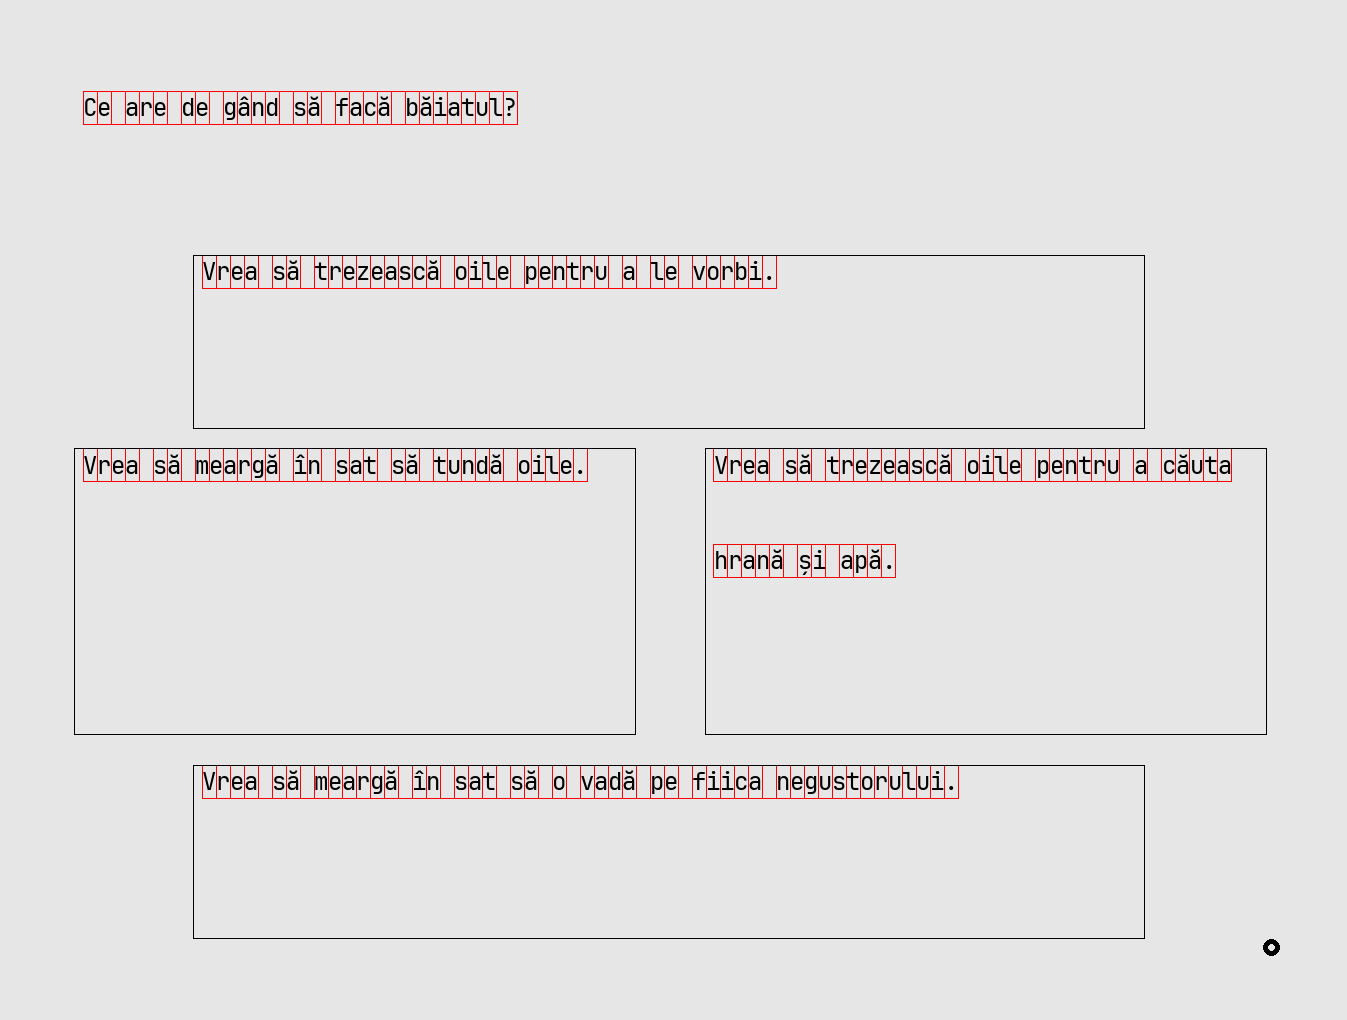 Ce are de gând să facă băiatul?
Vrea să trezească oile pentru a le vorbi.
Vrea să meargă în sat să tundă oile.
Vrea să trezească oile pentru a căuta
hrană și apă.
Vrea să meargă în sat să o vadă pe fiica negustorului.